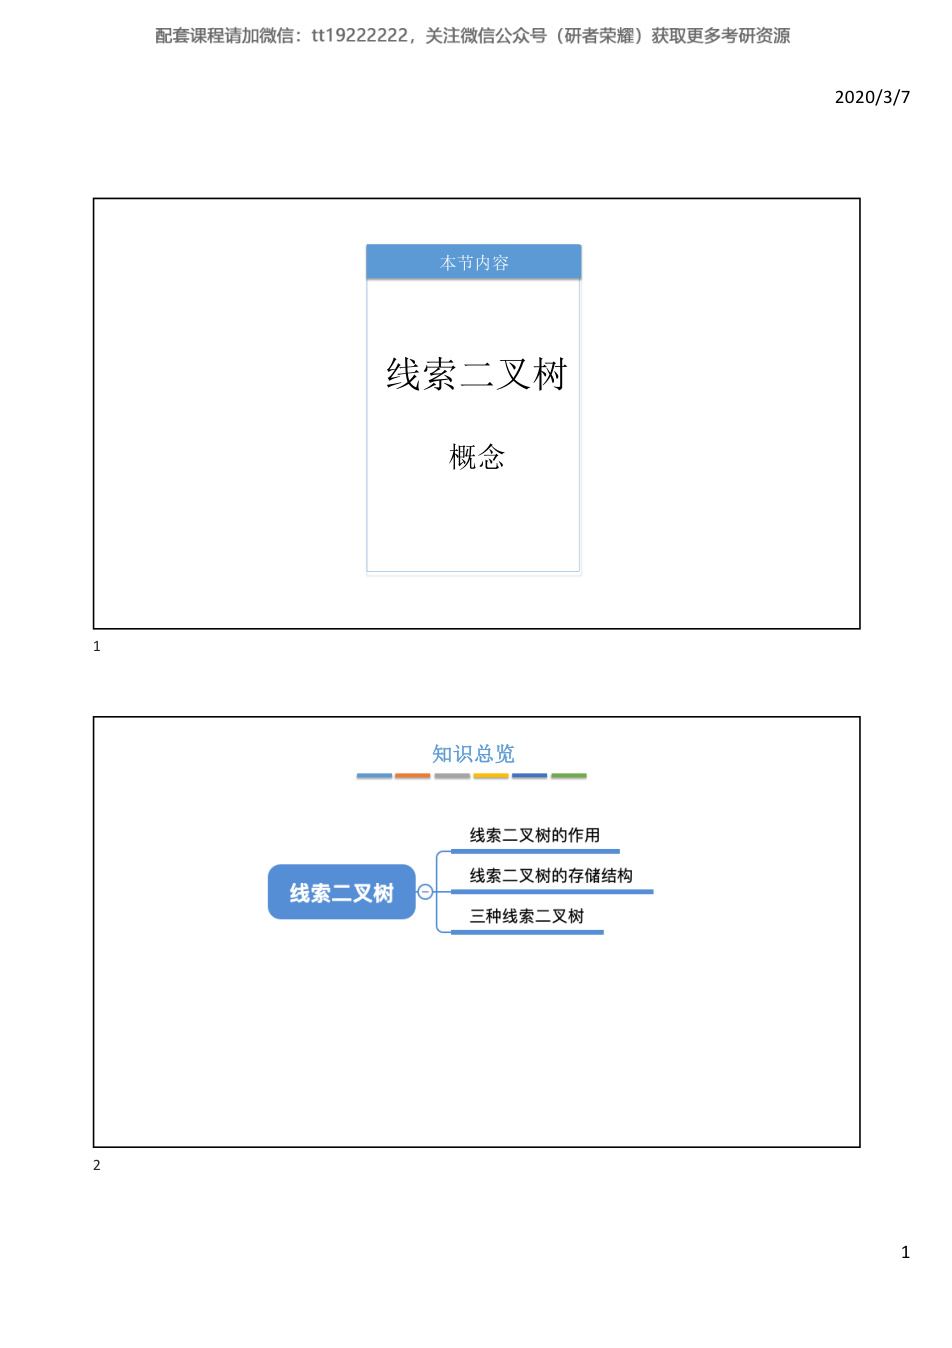 配套课程请加微信：tt19222222，关注微信公众号（研者荣耀）获取更多考研资源
2020/3/7
本节内容
线索二叉树
概念
1
知识总览
线索二叉树的作用
线索二叉树
线索二叉树的存储结构
三种线索二叉树
2
1